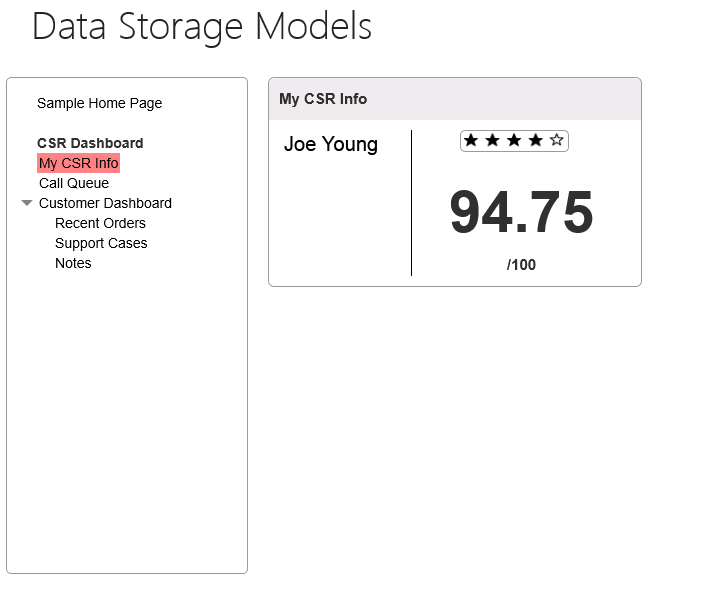 Data Storage Models
Sample Home Page
CSR Dashboard
My CSR Info
Call Queue
Customer Dashboard
Recent Orders
Support Cases
Notes
My CSR Info
Joe Young
94.75
/100